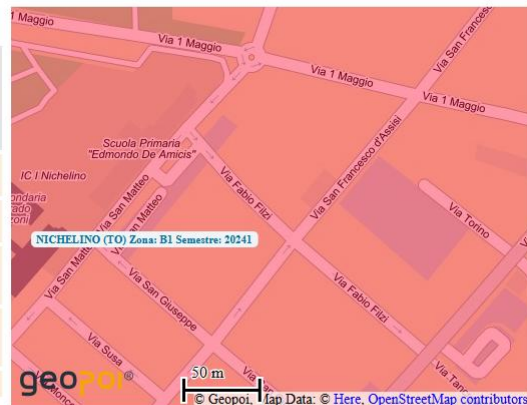 Via 1 Maggio
Via 1 Maggio
Via San Francesco d'Assisi
Via 1 Maggio
Via 1 Maggio
Scuola Primaria
"Edmondo De Amicis"
IC I Nichelino
Via San Matteo
Via San Matteo
Via Fabio Filzi
Via San Francesco d'Assisi
Via Torino
NICHELINO (TO) Zona: B1 Semestre: 20241
Via San Matteo
Via San Giuseppe
Via Fabio Filzi
Via Susa
geopoi®
50 m
© Geopoi, Map Data: © Here, OpenStreetMap contributors